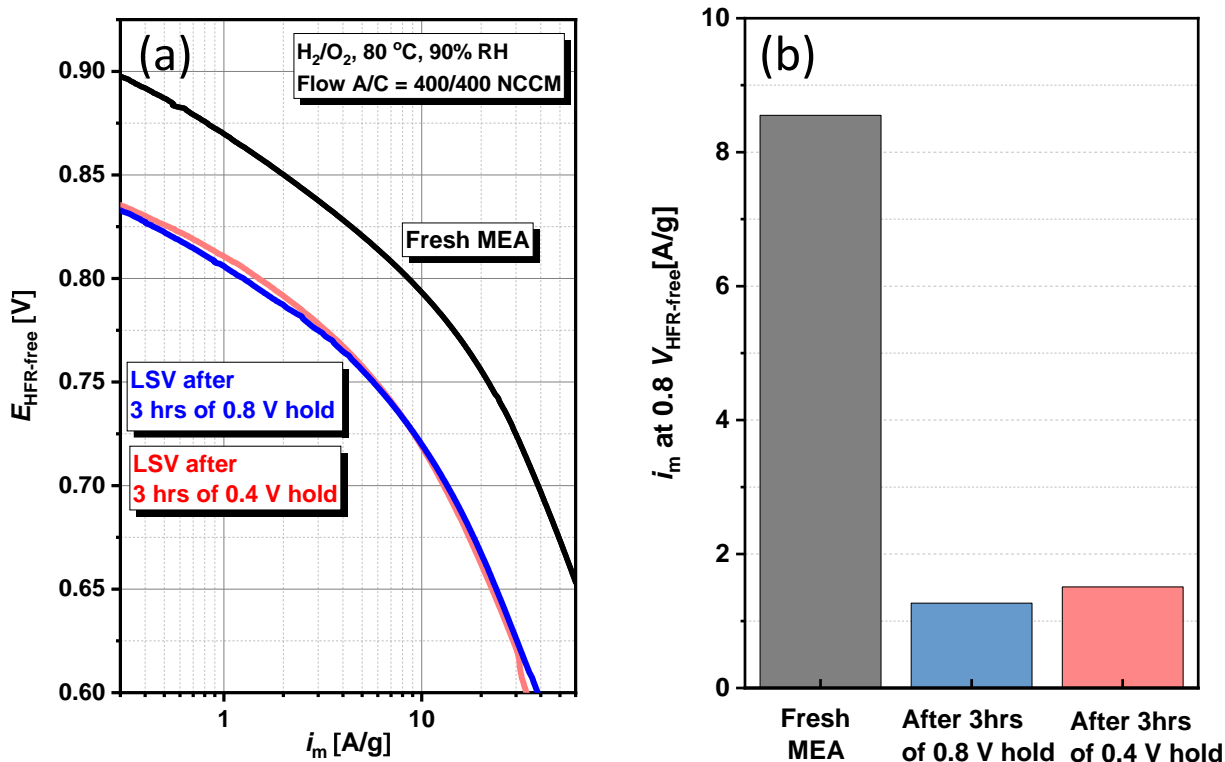 (a)
H2/O2, 80 °C, 90% RH
Flow A/C = 400/400 NCCM
Fresh MEA
LSV after
3 hrs of 0.8 V hold
LSV after
3 hrs of 0.4 V hold
EHFR-free [V]
0.90
0.85
0.80
0.75
0.70
0.65
0.60
1
10
im [A/g]
(b)
im at 0.8 VHFR-free[A/g]
10
8
6
4
2
0
Fresh
MEA
After 3hrs
of 0.8 V hold
After 3hrs
of 0.4 V hold